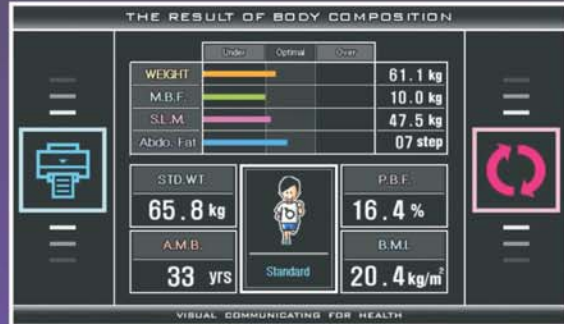 THE RESULT OF BODY COMPOSITION
Under Optimal Over
WEIGHT 61.1 kg
M.B.F. 10.0 kg
S.L.M. 47.5 kg
Abdo. Fat 07 step
STD.WT.
65.8 kg
P.B.F.
16.4 %
A.M.B.
33 yrs
Standard
B.M.I.
20.4 kg/m²
VISUAL COMMUNICATING FOR HEALTH